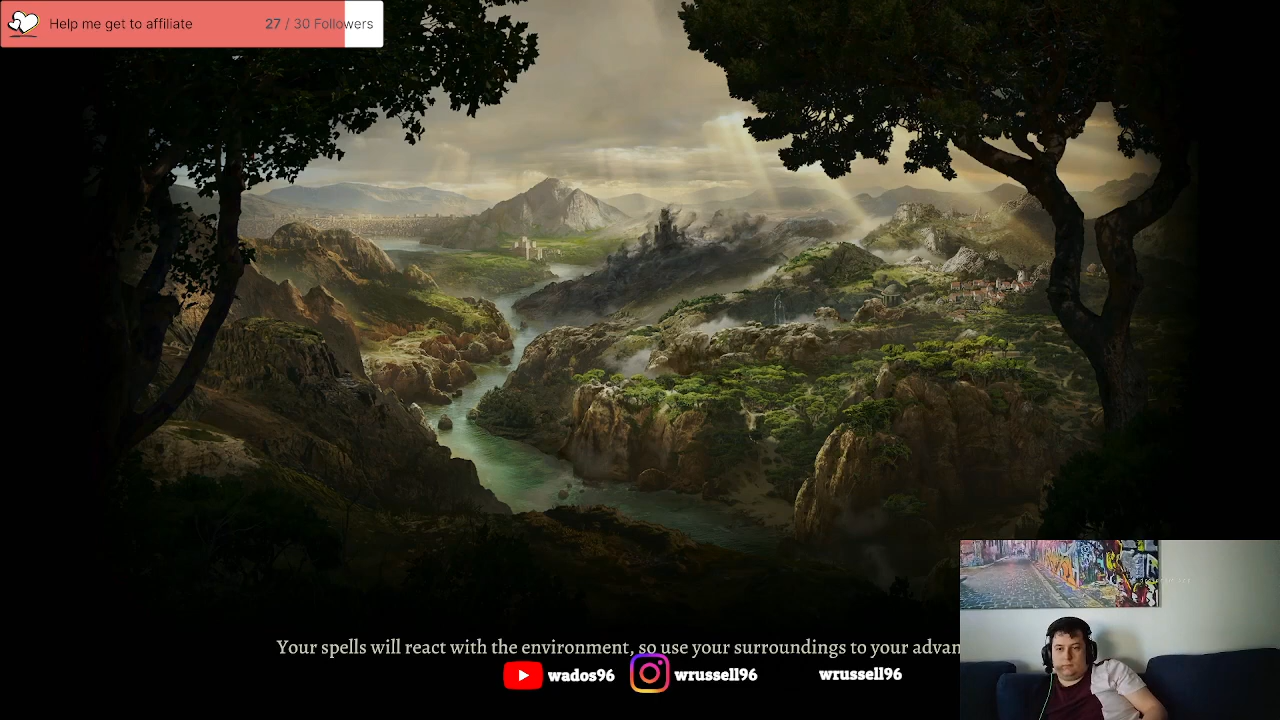 Help me get to affiliate
27 / 30 Followers
Your spells will react with the environment, so use your surroundings to your advan
wados96
wrussell96
wrussell96